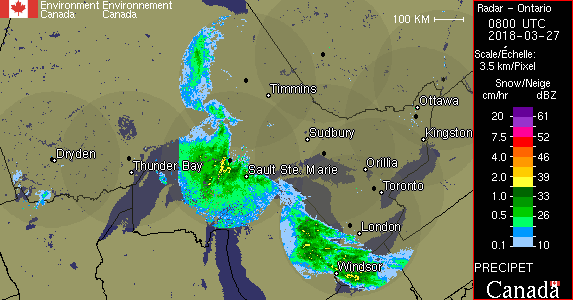 Environment Environnement
Canada Canada
100 KM
Timmins
Ottawa
Sudbury
Kingston
Dryden
Thunder Bay
Sault Ste. Marie
Orillia
Toronto
London
Windsor
Radar - Ontario
0800 UTC
2018-03-27
Scale/Échelle:
3.5 km/Pixel
Snow/Neige
cm/hr dBZ
20 61
7.5 52
4.0 46
2.0 39
1.0 33
0.5 26
0.1 10
PRECIPET
Canada